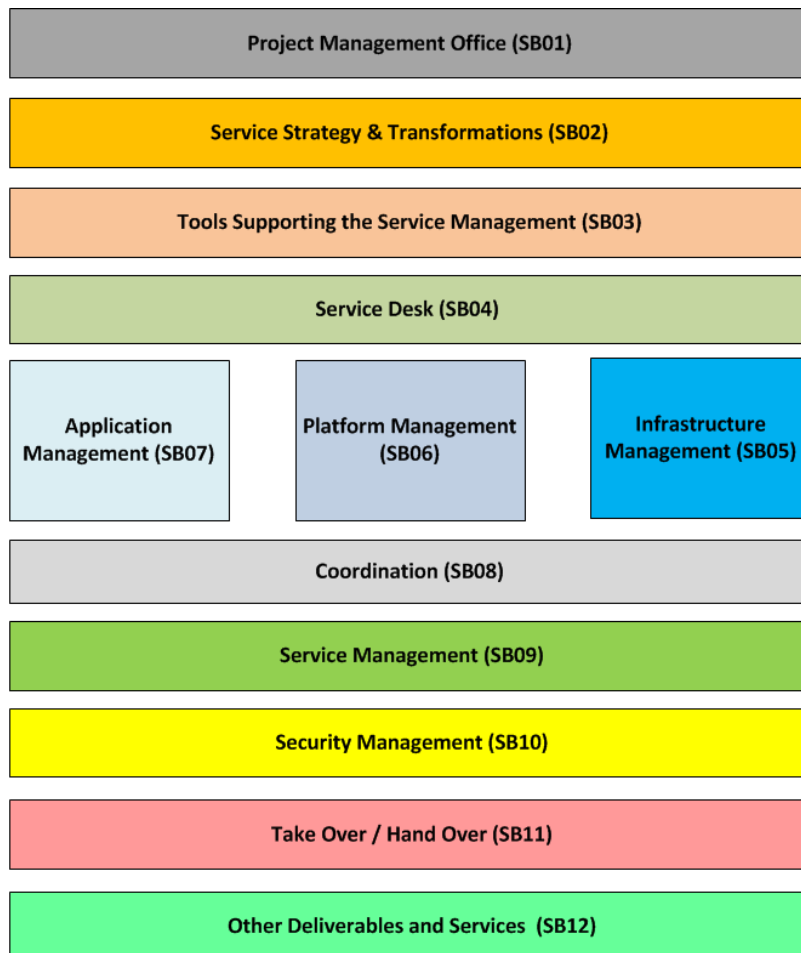 Project Management Office (SB01)
Service Strategy & Transformations (SB02)
Tools Supporting the Service Management (SB03)
Service Desk (SB04)
Application
Management (SB07)
Platform Management
(SB06)
Infrastructure
Management (SB05)
Coordination (SB08)
Service Management (SB09)
Security Management (SB10)
Take Over / Hand Over (SB11)
Other Deliverables and Services (SB12)